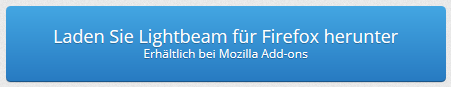 Laden Sie Lightbeam für Firefox herunter
Erhältlich bei Mozilla Add-ons